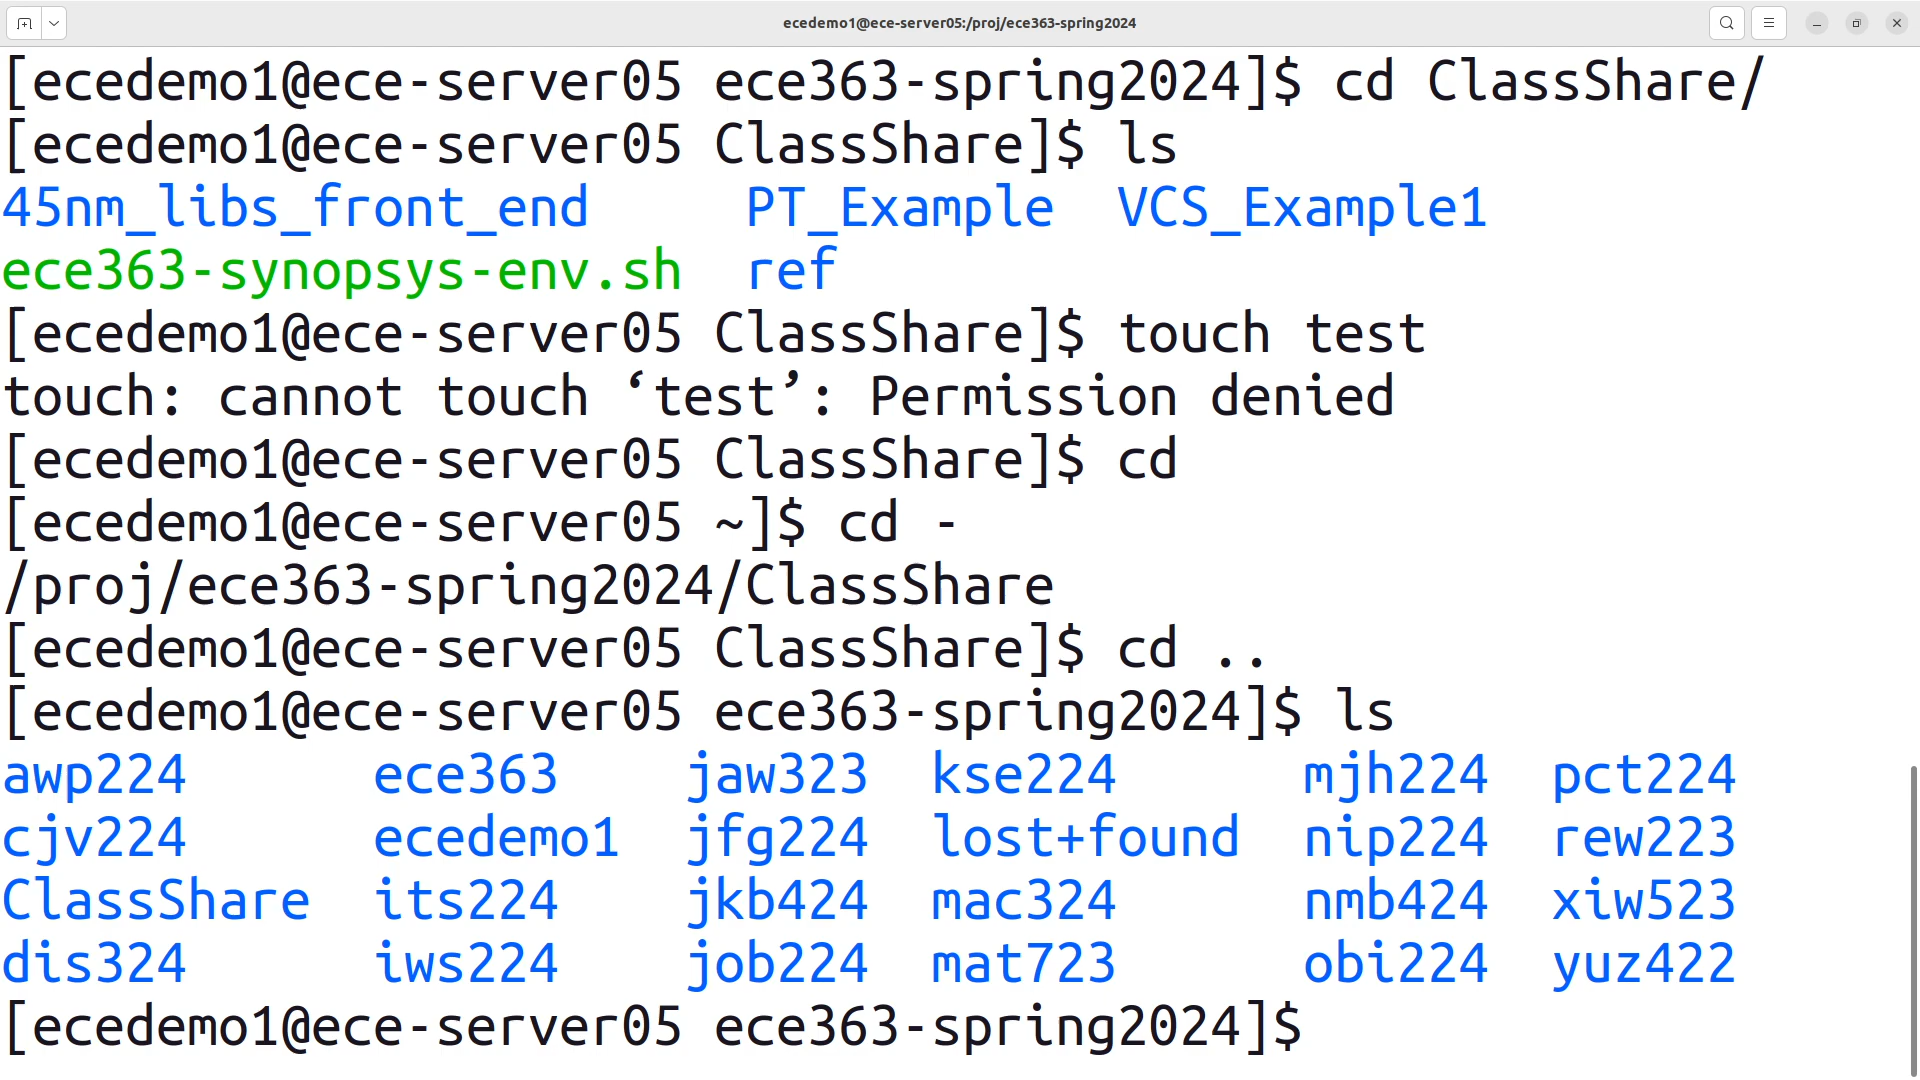 ecedemo1@ece-server05:/proj/ece363-spring2024
[ecedemo1@ece-server05 ece363-spring2024]$ cd ClassShare/
[ecedemo1@ece-server05 ClassShare]$ ls
45nm_libs_front_end     PT_Example  VCS_Example1
ece363-synopsys-env.sh  ref
[ecedemo1@ece-server05 ClassShare]$ touch test
touch: cannot touch ‘test’: Permission denied
[ecedemo1@ece-server05 ClassShare]$ cd
[ecedemo1@ece-server05 ~]$ cd -
/proj/ece363-spring2024/ClassShare
[ecedemo1@ece-server05 ClassShare]$ cd ..
[ecedemo1@ece-server05 ece363-spring2024]$ ls
awp224      ece363    jaw323  kse224      mjh224  pct224
cjv224      ecedemo1  jfg224  lost+found  nip224  rew223
ClassShare  its224    jkb424  mac324      nmb424  xiw523
dis324      iws224    job224  mat723      obi224  yuz422
[ecedemo1@ece-server05 ece363-spring2024]$